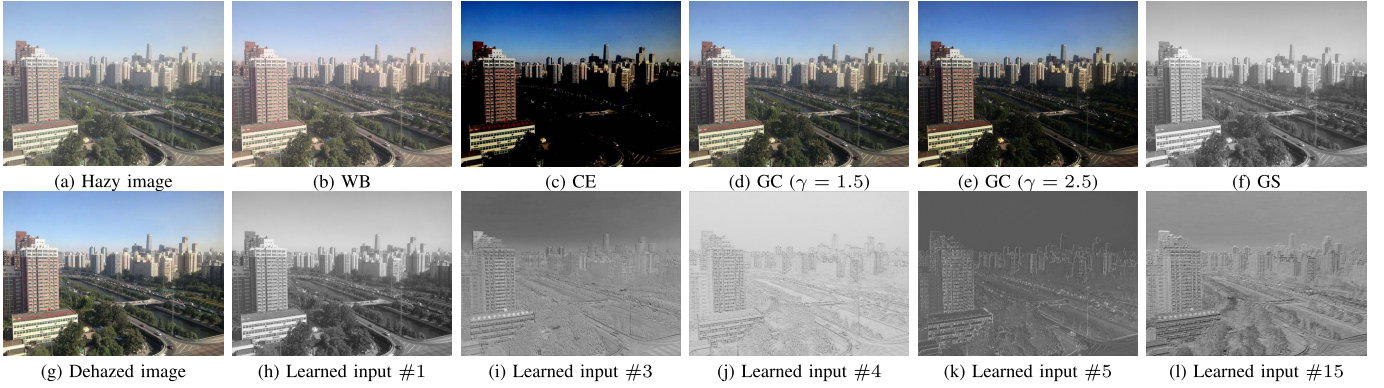 (a) Hazy image
(b) WB
(c) CE
(d) GC (γ = 1.5)
(e) GC (γ = 2.5)
(f) GS
(g) Dehazed image
(h) Learned input #1
(i) Learned input #3
(j) Learned input #4
(k) Learned input #5
(l) Learned input #15